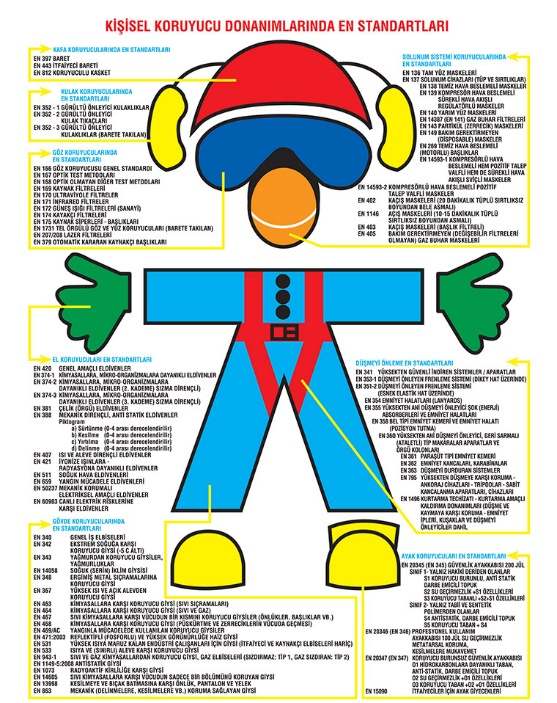 KİŞİSEL KORUYUCU DONANIMLARINDA EN STANDARTLARI
KAFA KORUYUCULARINDA EN STANDARTLARI
EN 397 BARET
EN 443 İTFAİYECİ BARETİ
EN 812 KORUYUCULU KASKET
KULAK KORUYUCULARINDA
EN STANDARTLARI
EN 352 - 1 GÜRÜLTÜ ÖNLEYİCİ KULAKLIKLAR
EN 352 - 2 GÜRÜLTÜ ÖNLEYİCİ
KULAK TIKAÇLARI
EN 352 - 3 GÜRÜLTÜ ÖNLEYİCİ
KULAKLIKLAR (BARETE TAKILAN)
GÖZ KORUYUCULARINDA
EN STANDARTLARI
EN 166 GÖZ KORUYUCUSU GENEL STANDARDI
EN 167 OPTİK TEST METODLARI
EN 168 OPTİK OLMAYAN DİĞER TEST METODLARI
EN 169 KAYNAK FİLTRELERİ
EN 170 ULTRAVİYOLE FİLTRELER
EN 171 INFRARED FİLTRELER
EN 172 GÜNEŞ IŞIĞI FİLTRELERİ (SANAYİ)
EN 174 KAYAKÇI FİLTRELERİ
EN 175 KAYNAK SİPERLERİ - BAŞLIKLARI
EN 1731 TEL ÖRGÜLÜ GÖZ VE YÜZ KORUYUCULARI (BARETE TAKILAN)
EN 207/208 LAZER FİLTRELERİ
EN 379 OTOMATİK KARARAN KAYNAKÇI BAŞLIKLARI
SOLUNUM SİSTEMİ KORUYUCULARINDA
EN STANDARTLARI
EN 136 TAM YÜZ MASKELERİ
EN 137 SOLUNUM CİHAZLARI (TÜP VE SIRTLIKLAR)
EN 138 TEMİZ HAVA BESLEMELİ MASKELER
EN 139 KOMPRESÖR HAVA BESLEMELİ
SÜREKLİ HAVA AKIŞLI
REGÜLATÖRLÜ MASKELER
EN 140 YARIM YÜZ MASKELERİ
EN 14387 (EN 141) GAZ BUHAR FİLTRELERİ
EN 143 PARTİKÜL (ZERRECİK) MASKELERİ
EN 149 BAKIM GEREKTİRMEYEN
(DISPOSABLE) MASKELER
EN 269 TEMİZ HAVA BESLEMELİ
(MOTORLU) BAŞLIKLAR
EN 14593-1 KOMPRESÖRLÜ HAVA
BESLEMELİ POZİTİF TALEP
VALFLİ HEM DE SÜREKLİ HAVA
AKIŞLI SVİÇLİ MASKELER
EN 14593-2 KOMPRESÖRLÜ HAVA BESLEMELİ POZİTİF
TALEP VALFLİ MASKELER
EN 402 KAÇIŞ MASKELERİ (20 DAKİKALIK TÜPLÜ SIRTLIKSIZ
BOYUNDAN BELE ASMALI)
EN 1146 AÇIŞ MASKELERİ (10-15 DAKİKALIK TÜPLÜ
SIRTLIKSIZ BOYUNDAN ASMALI)
EN 403 KAÇIŞ MASKELERİ (BAŞLIK FİLTRELİ)
EN 405 BAKIM GEREKTİRMEYEN (DEĞİŞEBİLİR FİLTRELERİ
OLMAYAN) GAZ BUHAR MASKELERİ
EL KORUYUCULARI EN STANDARTLARI
EN 420 GENEL AMAÇLI ELDİVENLER
EN 374-1 KİMYASALLARA, MİKRO-ORGANİZMALARA DAYANIKLI ELDİVENLER
EN 374-2 KİMYASALLARA, MİKRO-ORGANİZMALARA
DAYANIKLI ELDİVENLER (2. KADEME) SIZMA DİRENÇLİ)
EN 374-3 KİMYASALLARA, MİKRO-ORGANİZMALARA
DAYANIKLI ELDİVENLER (3. KADEME) SIZMA DİRENÇLİ)
EN 381 ÇELİK (ÖRGÜ) ELDİVENLER
EN 388 MEKANİK DİRENÇLİ, ANTİ STATİK ELDİVENLER
Piktogram
a) Sürtünme (0-4 arası derecelendirilir)
b) Kesilme (0-4 arası derecelendirilir)
c) Yırtılma (0-4 arası derecelendirilir)
d) Delinme (0-4 arası derecelendirilir)
EN 407 ISI VE ALEVE DİRENÇLİ ELDİVENLER
EN 421 İYONİZE IŞINLARA -
RADYASYONA DAYANIKLI ELDİVENLER
EN 511 SOĞUK HAVA ELDİVENLERİ
EN 659 YANGIN MÜCADELE ELDİVENLERİ
EN 50237 MEKANİK KORUMALI
ELEKTRİKSEL AMAÇLI ELDİVENLER
EN 60903 CANLI ELEKTRİK RİSKLERİNE
KARŞI ELDİVENLER
DÜŞMEYİ ÖNLEME EN STANDARTLARI
EN 341 YÜKSEKTEN GÜVENLİ İNDİREN SİSTEMLER / APARATLAR
EN 353-1 DÜŞMEYİ ÖNLEYEN FRENLEME SİSTEMİ (DİKEY HAT ÜZERİNDE)
EN 353-2 DÜŞMEYİ ÖNLEYEN FRENLEME SİSTEMİ
(ESNEK ELASTİK HAT ÜZERİNDE)
EN 354 EMNİYET HALATLARI (LANYARDS)
EN 355 YÜKSEKTEN ANİ DÜŞMEYİ ÖNLEYİCİ ŞOK (ENERJİ)
ABSORBERLERİ VE EMNİYET HALATLARI
EN 358 BEL TİPİ EMNİYET KEMERİ VE EMNİYET HALATI
(POZİSYON TUTMA)
EN 360 YÜKSEKTEN ANİ DÜŞMEYİ ÖNLEYİCİ, GERİ SARMALI
(ATALETLİ) TİP MAKARALAR APARATLAR VE
ÖRGÜ KOLONLARI
EN 361 PARAŞÜT TİPİ EMNİYET KEMERİ
EN 362 EMNİYET KANCALARI, KARABİNALAR
EN 363 DÜŞMEYİ DURDURAN SİSTEMLER
EN 795 YÜKSEKTEN DÜŞMEYE KARŞI KORUMA -
ANKORAJ CİHAZLARI - TRIPODLAR - SABİT
KANCALAMA APARATLARI, CİHAZLARI
EN 1498 KURTARMA TECHİZATI - KURTARMA AMAÇLI
KALDIRMA DONANIMLARI (DÜŞME VE
KAYMAYA KARŞI KORUMA - EMNİYET
İPLERİ, KUŞAKLAR VE DÜŞMEYİ
ÖNLEYİCİLER DAHİL
GÖVDE KORUYUCULARINDA
EN STANDARTLARI
EN 340 GENEL İŞ ELBİSELERİ
EN 342 EKSTREM SOĞUĞA KARŞI
KORUYUCU GİYSİ (-5 C ALTI)
EN 343 YAĞMURDAN KORUYUCU GİYSİLER,
YAĞMURLUKLAR
EN 14058 SOĞUK (SERİN) İKLİM GİYSİSİ
EN 348 ERGİMİŞ METAL SIÇRAMALARINA
KORUYUCU GİYSİ
EN 367 YÜKSEK ISI VE AÇIK ALEVDEN
KORUYUCU GİYSİ
EN 463 KİMYASALLARA KARŞI KORUYUCU GİYSİ (SIVI SIÇRAMALARI)
EN 464 KİMYASALLARA KARŞI KORUYUCU GİYSİ (SIVI VE GAZ)
EN 467 SIVI KİMYASALLARA KARŞI VÜCUDUN BİR KISMINI KORUYUCU GİYSİLER (ÖNLÜKLER, BAŞLIKLAR VB.)
EN 468 SIVI KİMYASALLARA KARŞI KORUYUCU GİYSİ (PÜSKÜRTME VE ZERRECİKLERİN VÜCUDA GEÇMESİ)
EN 469/AC YANGINLA MÜCADELEDE KULLANILAN KORUYUCU GİYSİLER
EN 471:2003 REFLEKTİFLİ (FOSFORLU) VE YÜKSEK GÖRÜNÜRLÜĞE HAİZ GİYSİ
EN 531 YÜKSEK ISIYA MARUZ KALAN ENDÜSTRİ ÇALIŞANLARI İÇİN GİYSİ (İTFAİYECİ VE KAYNAKÇI ELBİSELERİ HARİÇ)
EN 533 ISIYA VE (SINIRLI) ALEVE KARŞI KORUYUCU GİYSİ
EN 943-1 SIVI VE GAZ KİMYASALLARDAN KORUYUCU GİYSİ, GAZ ELBİSELERİ (SIZDIRMAZ: TİP 1, GAZ SIZDIRAN: TİP 2)
EN 1149-5:2008 ANTİSTATİK GİYSİ
EN 1073 RADYOAKTİF KİRLİLİĞE KARŞI GİYSİ
EN 14605 SIVI KİMYASALLARA KARŞI VÜCUDUN SADECE BİR BÖLÜMÜNÜ KORUYAN GİYSİ
EN 13998 KESİLMEYE VE BIÇAK BATMASINA KARŞI ÖNLÜK, PANTALON VE YELEK
EN 863 MEKANİK (DELİNMELERE, KESİLMELERE VB.) KORUMA SAĞLAYAN GİYSİ
AYAK KORUYUCULARI EN STANDARTLARI
EN 20345 (EN 345) GÜVENLİK AYAKKABISI 200 JÜL
SINIF 1- YALNIZ HAKİKİ DERİDEN OLANLAR
S1 KORUYUCU BURUNLU, ANTİ STATİK
DARBE EMİCİLİ TOPUK
S2 SU GEÇİRMEZLİK +S1 ÖZELLİKLERİ
S3 KORUYUCU TABANLI +S2+S1 ÖZELLİKLERİ
SINIF 2- YALNIZ TABİİ VE SENTETİK
POLİMERDEN OLANLAR
S4 ANTİSTATİK, DARBE EMİCİLİ TOPUK
S5 KORUYUCU TABAN + S4
EN 20346 (EN 346) PROFESYONEL KULLANIM
AYAKKABISI 100 JÜL SU GEÇİRMEZLİK
METATARSAL KORUMA,
KESİLMELERE MUKAVEMET
EN 20347 (EN 347) KORUYUCU BURUNSUZ GÜVENLİK AYAKKABISI
O1 HİDROKARBONLARA DAYANIKLI TABAN,
ANTİ-STATİK, DARBE EMİCİLİ TOPUK
O2 SU GEÇİRMEZLİK +O1 ÖZELLİKLERİ
O3 KORUYUCU TABAN +O2 +O1 ÖZELLİKLERİ
EN 15090 İTFAİYECİLER İÇİN AYAK GİYECEKLERİ